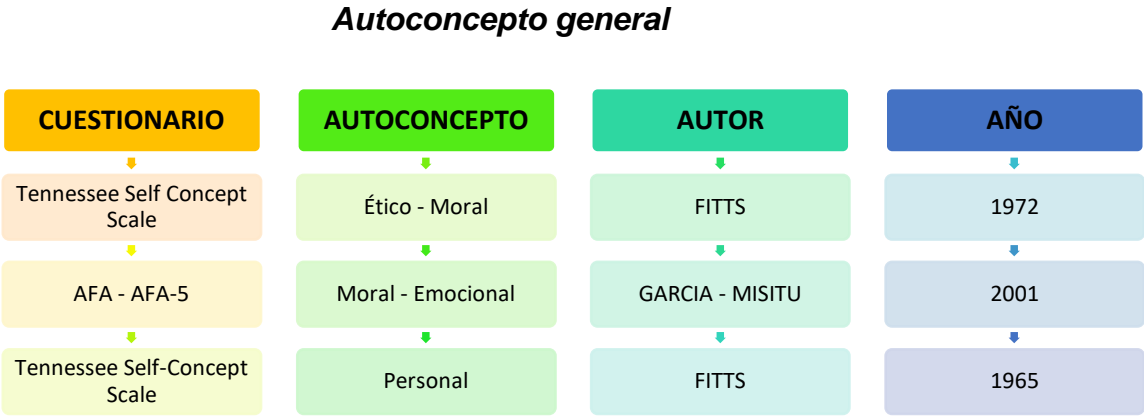 Autoconcepto general
CUESTIONARIO
AUTOCONCEPTO
AUTOR
AÑO
Tennessee Self Concept
Scale
Ético - Moral
FITTS
1972
AFA - AFA-5
Moral - Emocional
GARCIA - MISITU
2001
Tennessee Self-Concept
Scale
Personal
FITTS
1965